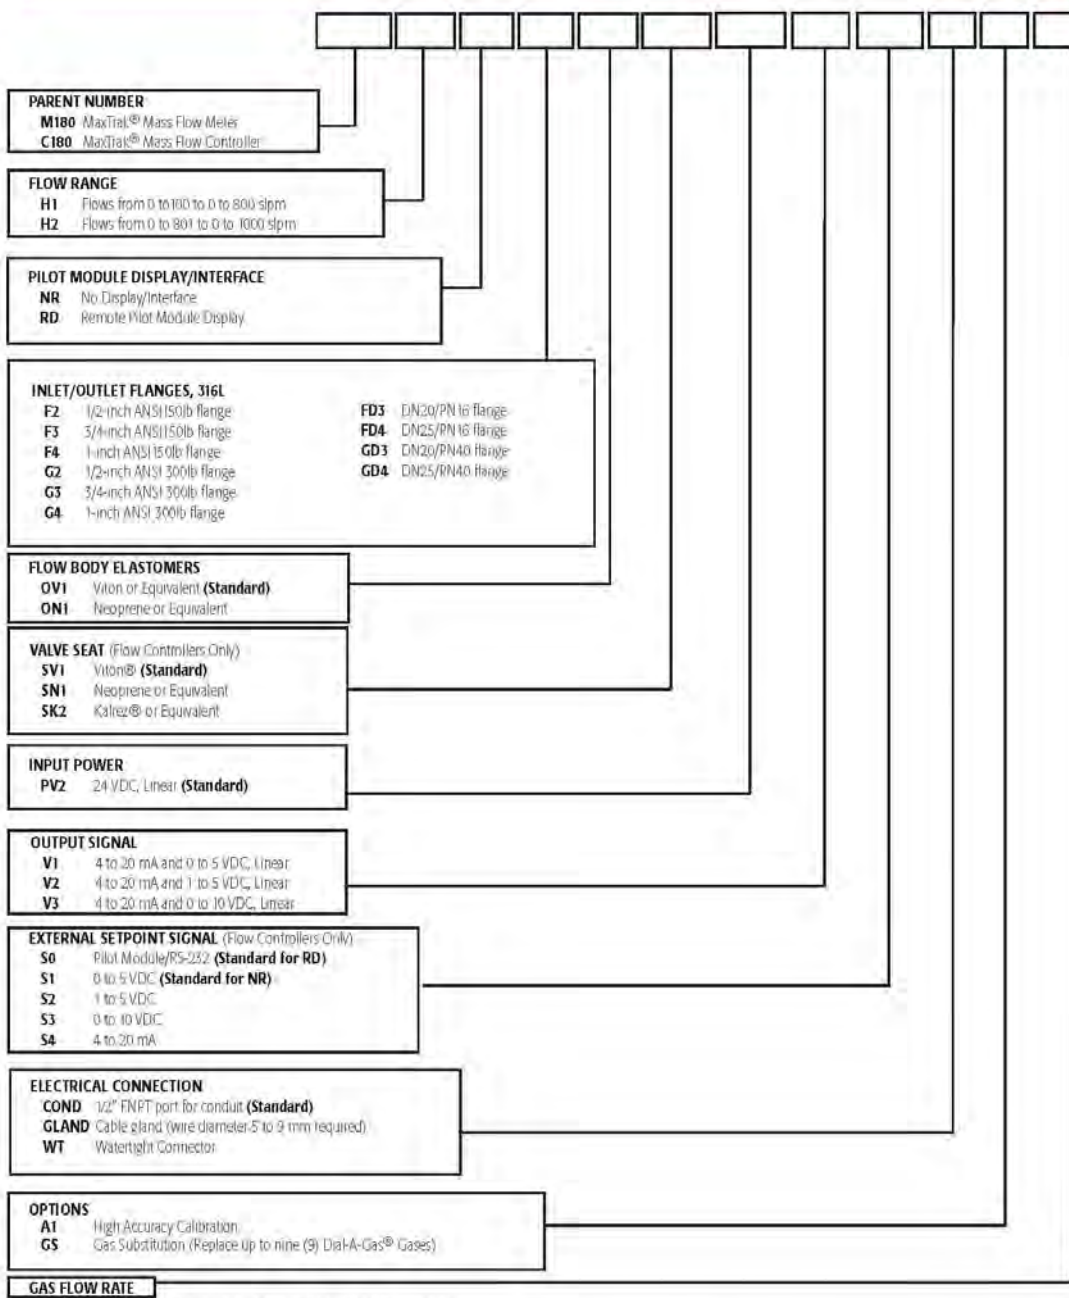 PARENT NUMBER
M180 MaxTrak® Mass Flow Meter
C180 MaxTrak® Mass Flow Controller
FLOW RANGE
H1 Flows from 0 to 100 to 0 to 800 slpm
H2 Flows from 0 to 801 to 0 to 1000 slpm
PILOT MODULE DISPLAY/INTERFACE
NR No Display/Interface
RD Remote Pilot Module Display
INLET/OUTLET FLANGES, 316L
F2 1/2-inch ANSI 150lb flange
F3 3/4-inch ANSI 150lb flange
F4 1-inch ANSI 150lb flange
G2 1/2-inch ANSI 300lb flange
G3 3/4-inch ANSI 300lb flange
G4 1-inch ANSI 300lb flange
FD3 DN20/PN16 flange
FD4 DN25/PN16 flange
GD3 DN20/PN40 flange
GD4 DN25/PN40 flange
FLOW BODY ELASTOMERS
OV1 Viton or Equivalent (Standard)
ON1 Neoprene or Equivalent
VALVE SEAT (Flow Controllers Only)
SV1 Viton® (Standard)
SN1 Neoprene or Equivalent
SK2 Kalrez® or Equivalent
INPUT POWER
PV2 24 VDC, Linear (Standard)
OUTPUT SIGNAL
V1 4 to 20 mA and 0 to 5 VDC, Linear
V2 4 to 20 mA and 1 to 5 VDC, Linear
V3 4 to 20 mA and 0 to 10 VDC, Linear
EXTERNAL SETPOINT SIGNAL (Flow Controllers Only)
S0 Pilot Module/RS-232 (Standard for RD)
S1 0 to 5 VDC (Standard for NR)
S2 1 to 5 VDC
S3 0 to 10 VDC
S4 4 to 20 mA
ELECTRICAL CONNECTION
COND 1/2" FNPT port for conduit (Standard)
GLAND Cable gland (wire diameter 5 to 9 mm required)
WT Watertight Connector
OPTIONS
A1 High Accuracy Calibration
GS Gas Substitution (Replace up to nine (9) Dial-A-Gas® Gases)
GAS FLOW RATE